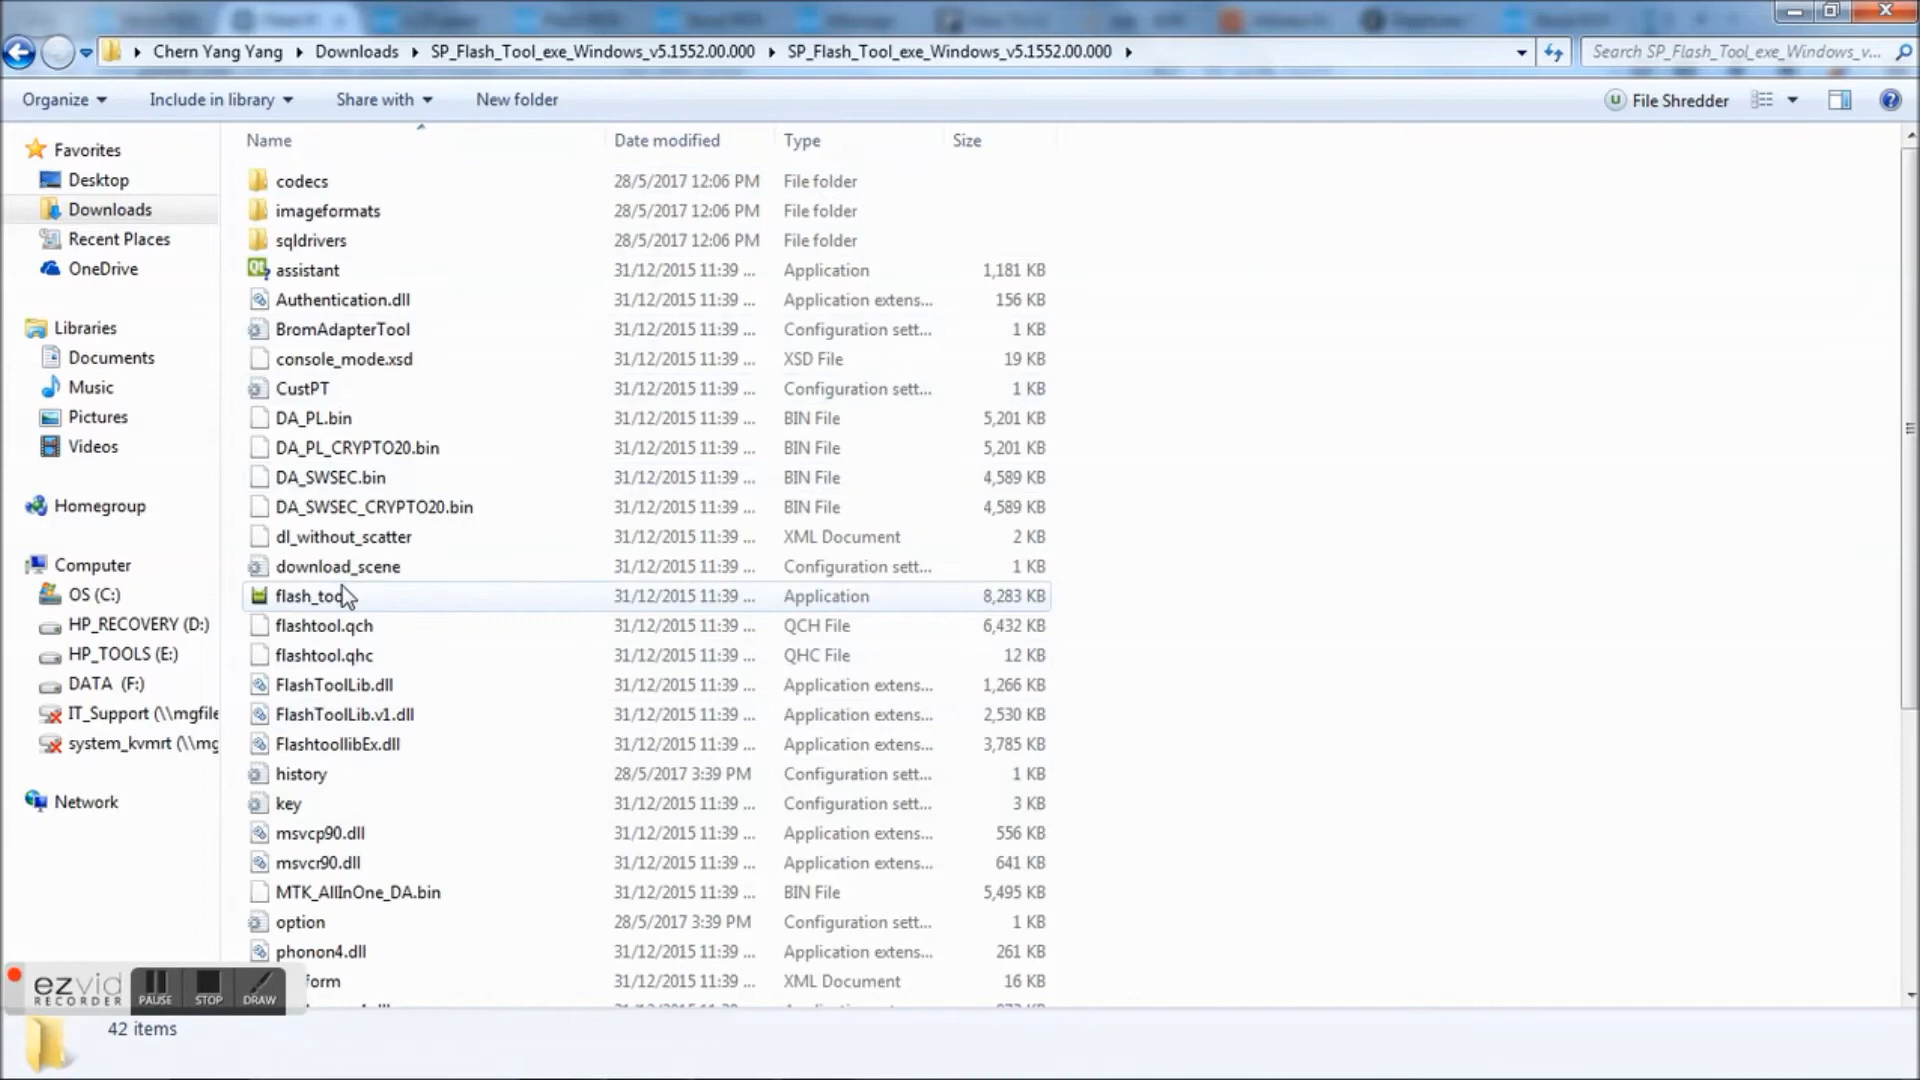 Chern Yang Yang Downloads SP_Flash_Tool_exe_Windows_v5.1552.00.000 SP_Flash_Tool_exe_Windows_v5.1552.00.000 Search SP_Flash_Tool_exe_Windows_v...
Organize Include in library Share with New folder File Shredder
Name Date modified Type Size
Favorites
Desktop
Downloads
Recent Places
OneDrive
Libraries
Documents
Music
Pictures
Videos
Homegroup
Computer
OS (C:)
HP_RECOVERY (D:)
HP_TOOLS (E:)
DATA (F:)
IT_Support (\\mgfile
system_kvmrt (\\mg
Network
codecs 28/5/2017 12:06 PM File folder
imageformats 28/5/2017 12:06 PM File folder
sqldrivers 28/5/2017 12:06 PM File folder
assistant 31/12/2015 11:39 ... Application 1,181 KB
Authentication.dll 31/12/2015 11:39 ... Application extens... 156 KB
BromAdapterTool 31/12/2015 11:39 ... Configuration sett... 1 KB
console_mode.xsd 31/12/2015 11:39 ... XSD File 19 KB
CustPT 31/12/2015 11:39 ... Configuration sett... 1 KB
DA_PL.bin 31/12/2015 11:39 ... BIN File 5,201 KB
DA_PL_CRYPTO20.bin 31/12/2015 11:39 ... BIN File 5,201 KB
DA_SWSEC.bin 31/12/2015 11:39 ... BIN File 4,589 KB
DA_SWSEC_CRYPTO20.bin 31/12/2015 11:39 ... BIN File 4,589 KB
dl_without_scatter 31/12/2015 11:39 ... XML Document 2 KB
download_scene 31/12/2015 11:39 ... Configuration sett... 1 KB
flash_too 31/12/2015 11:39 ... Application 8,283 KB
flashtool.qch 31/12/2015 11:39 ... QCH File 6,432 KB
flashtool.qhc 31/12/2015 11:39 ... QHC File 12 KB
FlashToolLib.dll 31/12/2015 11:39 ... Application extens... 1,266 KB
FlashToolLib.v1.dll 31/12/2015 11:39 ... Application extens... 2,530 KB
FlashtoollibEx.dll 31/12/2015 11:39 ... Application extens... 3,785 KB
history 28/5/2017 3:39 PM Configuration sett... 1 KB
key 31/12/2015 11:39 ... Configuration sett... 3 KB
msvcp90.dll 31/12/2015 11:39 ... Application extens... 556 KB
msvcr90.dll 31/12/2015 11:39 ... Application extens... 641 KB
MTK_AllInOne_DA.bin 31/12/2015 11:39 ... BIN File 5,495 KB
option 28/5/2017 3:39 PM Configuration sett... 1 KB
phonon4.dll 31/12/2015 11:39 ... Application extens... 261 KB
form 31/12/2015 11:39 ... XML Document 16 KB
ezvid
RECORDER PAUSE STOP DRAW
42 items